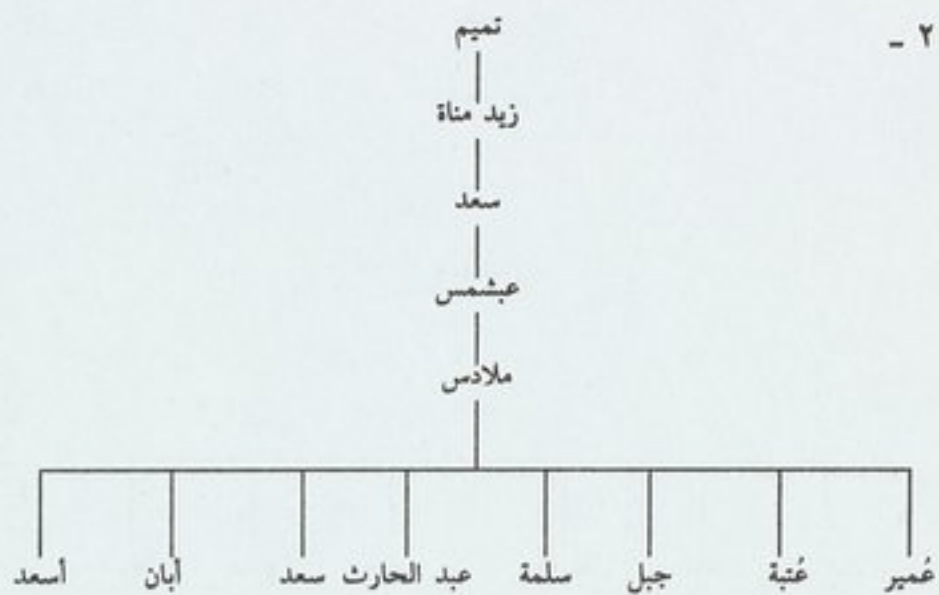 ٢ -
تميم
زيد مناة
سعد
عبشمس
ملادس
عُمير عُتبة جبل سلمة عبد الحارث سعد أبان أسعد